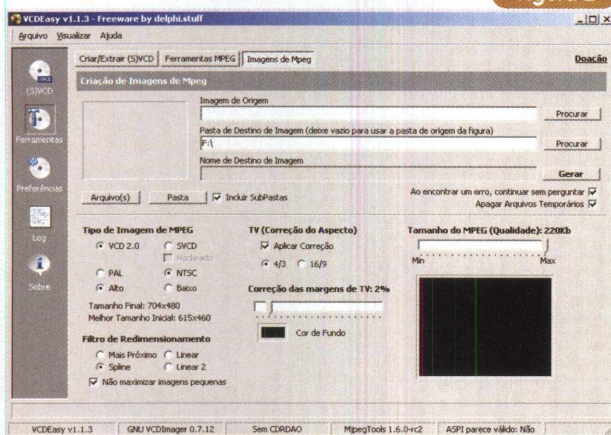 VCDEasy v1.1.3 - Freeware by delphi.stuff
Arquivo Visualizar Ajuda
Criar/Extrair (S)VCD Ferramentas MPEG Imagens de Mpeg Doação
Criação de Imagens de Mpeg
(S)VCD
Ferramentas
Preferências
Log
Sobre
Imagem de Origem
Procurar
Pasta de Destino de Imagem (deixe vazio para usar a pasta de origem da figura)
F:\ Procurar
Nome de Destino de Imagem
Gerar
Arquivo(s) Pasta Incluir SubPastas
Ao encontrar um erro, continuar sem perguntar
Apagar Arquivos Temporários
Tipo de Imagem de MPEG
VCD 2.0 SVCD
Hackeado
PAL NTSC
Alto Baixo
Tamanho Final: 704x480
Melhor Tamanho Inicial: 615x460
Filtro de Redimensionamento
Mais Próximo Linear
Spline Linear 2
Não maximizar imagens pequenas
TV (Correção do Aspecto)
Aplicar Correção
4/3 16/9
Correção das margens de TV: 2%
Cor de Fundo
Tamanho do MPEG (Qualidade): 220Kb
Min Max
VCDEasy v1.1.3 GNU VCDImager 0.7.12 Sem CDRDAO MjpegTools 1.6.0-rc2 ASPI parece válido: Não